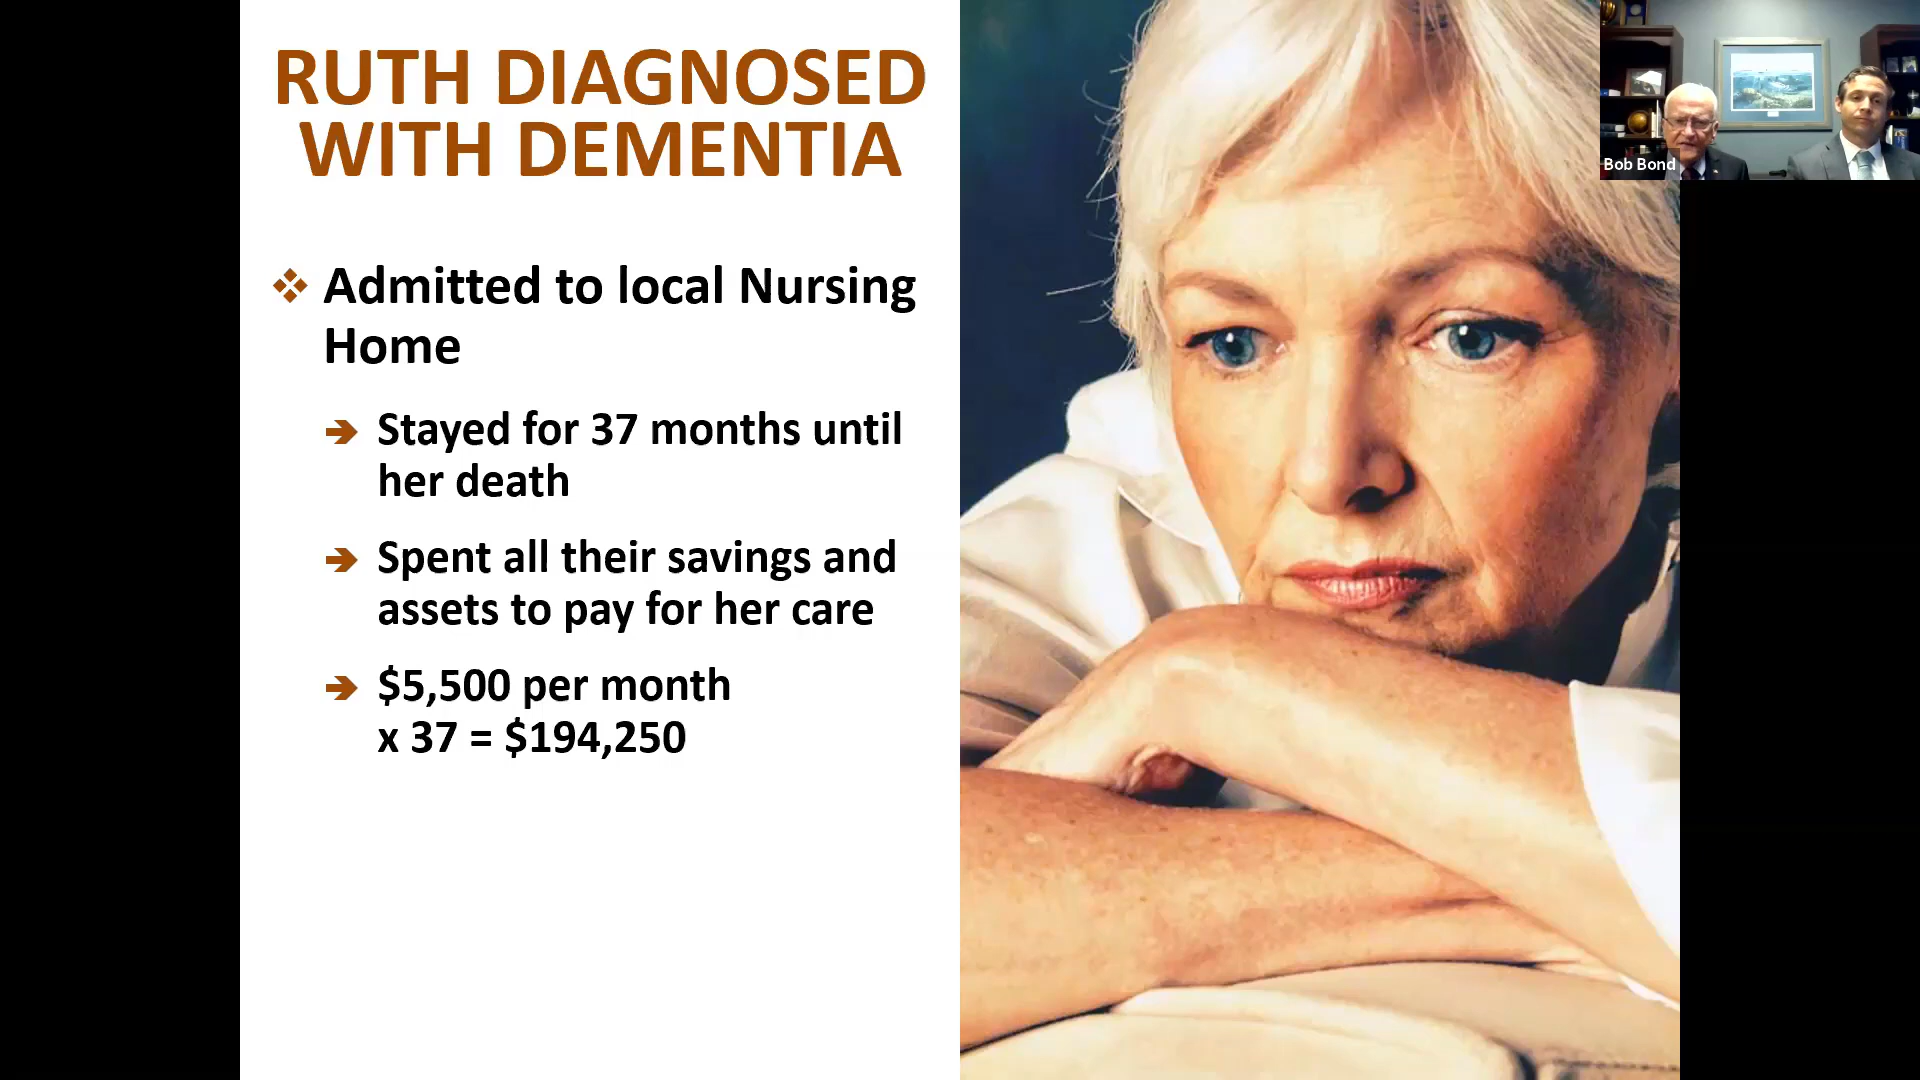 RUTH DIAGNOSED
WITH DEMENTIA
❖ Admitted to local Nursing
Home
➔ Stayed for 37 months until
her death
➔ Spent all their savings and
assets to pay for her care
➔ $5,500 per month
x 37 = $194,250
Bob Bond